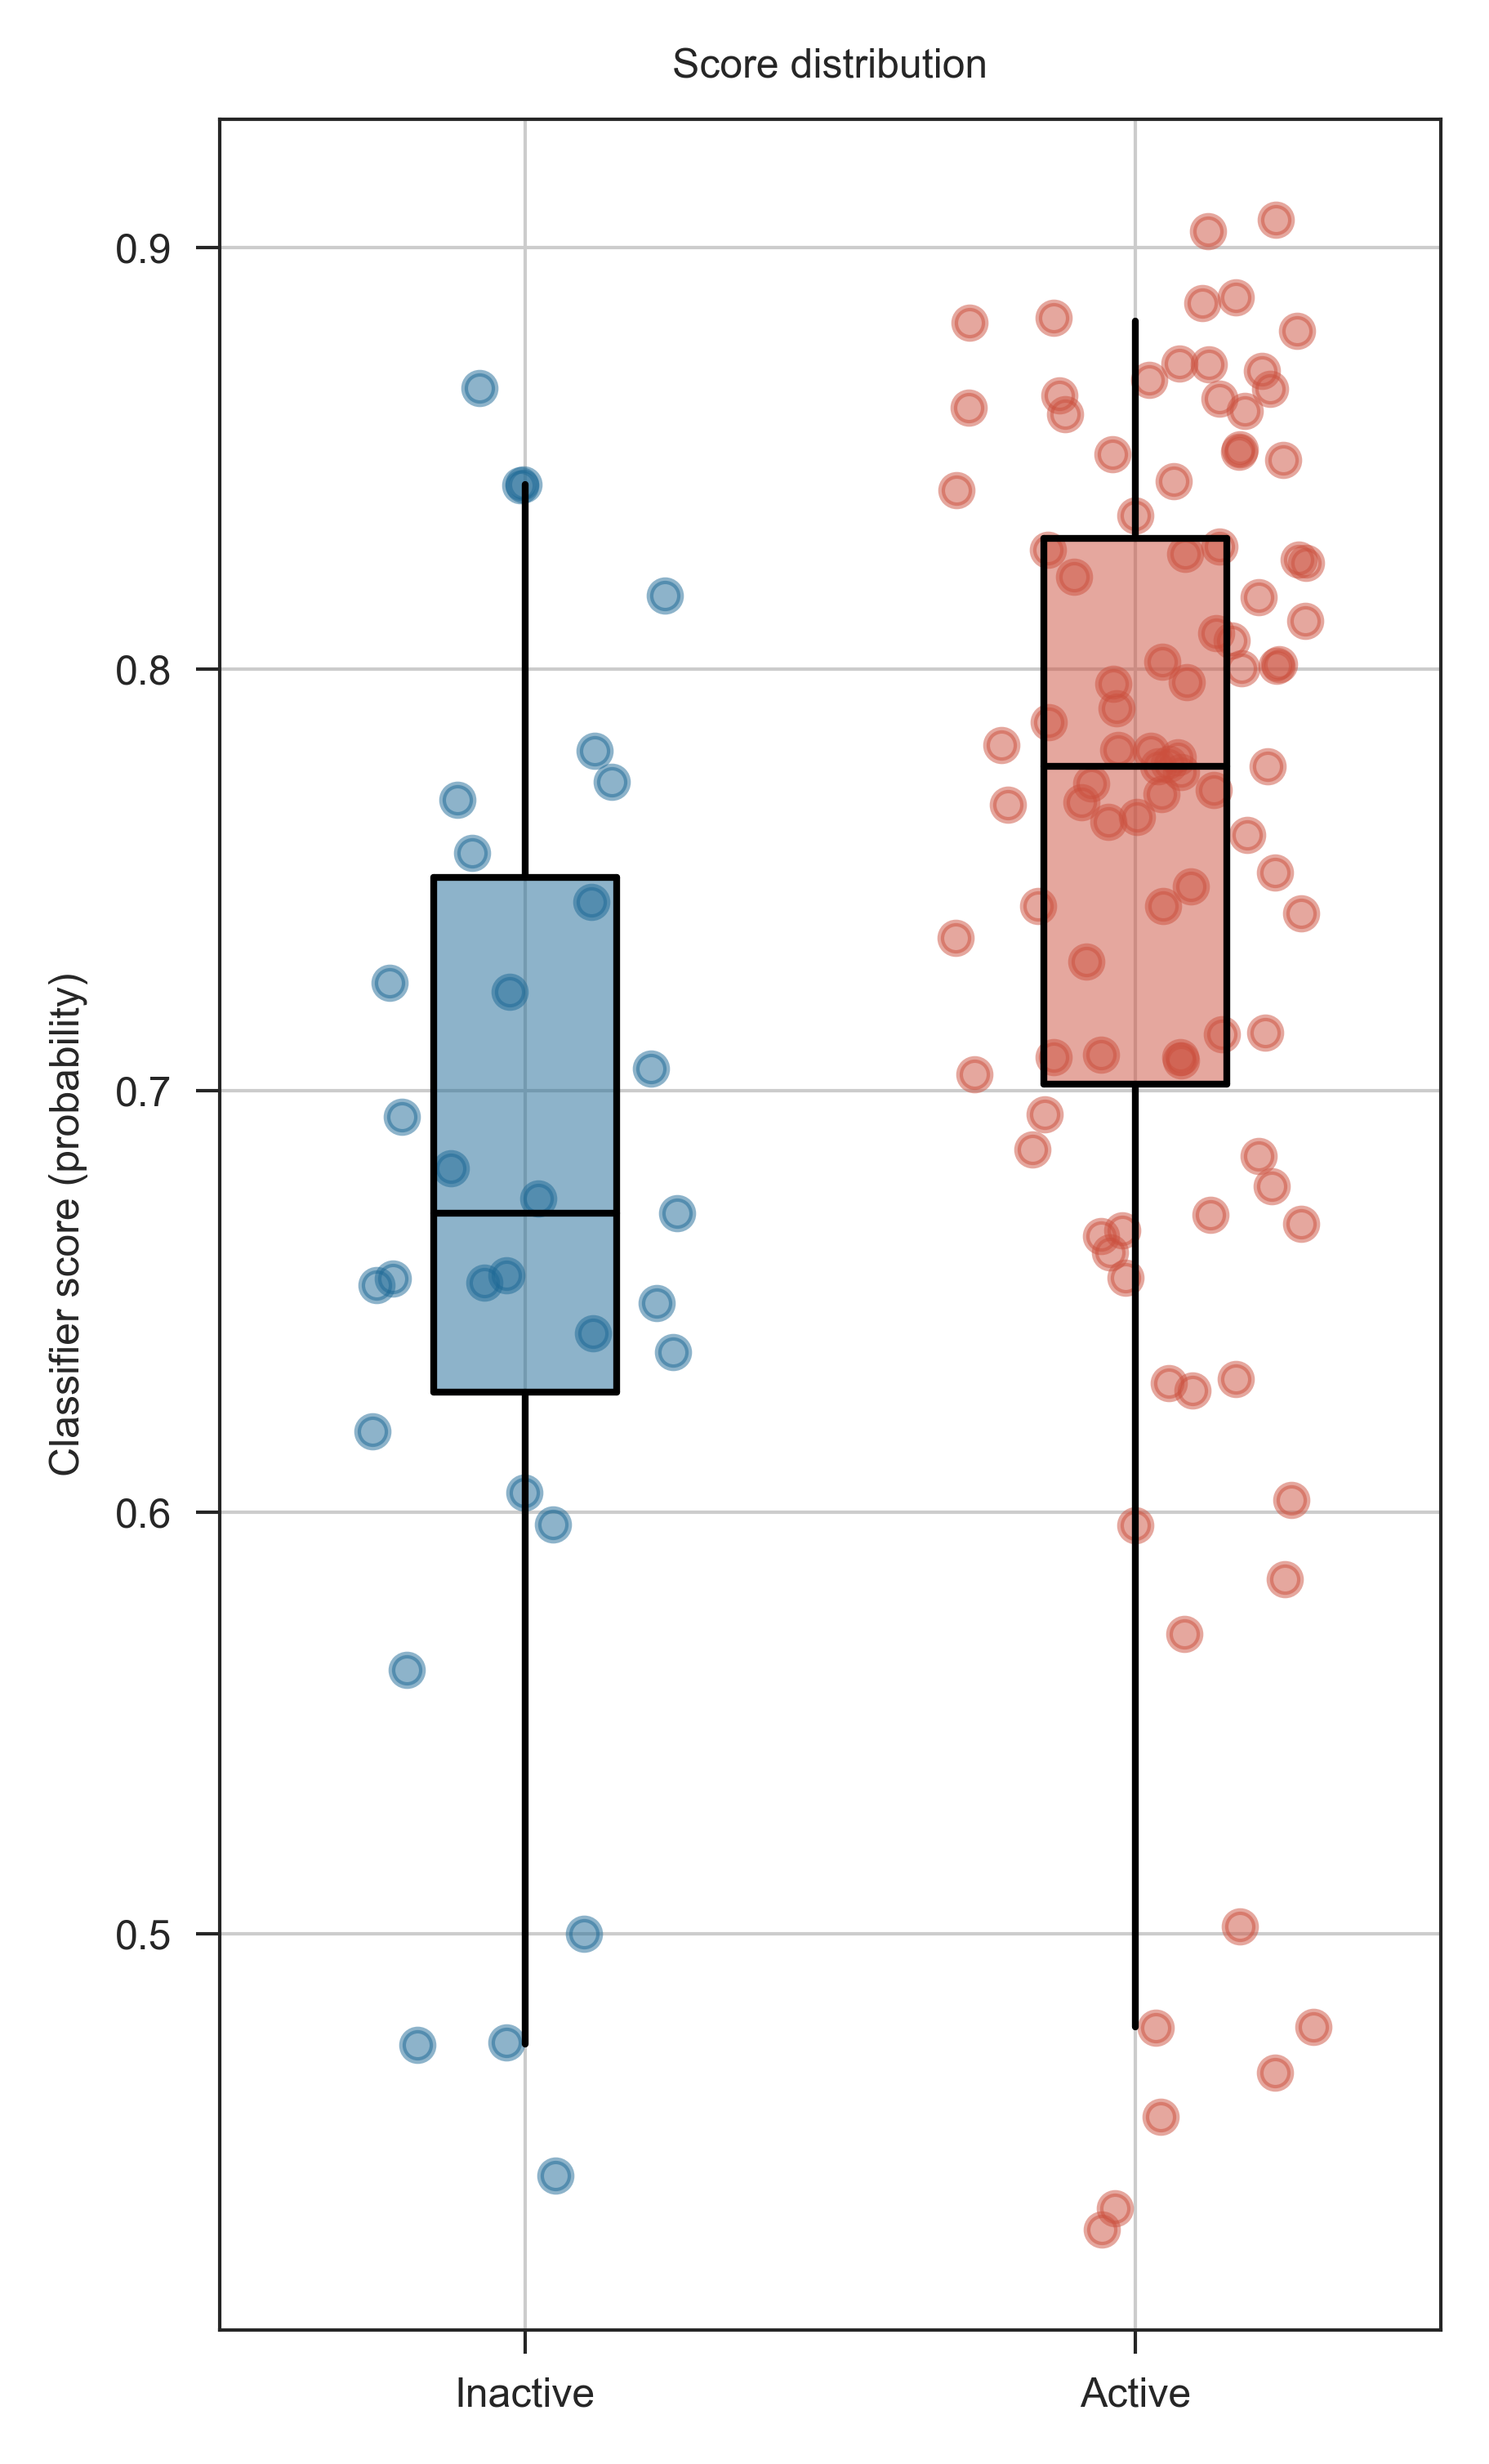 Score distribution
Classifier score (probability)
0.9
0.8
0.7
0.6
0.5
Inactive
Active